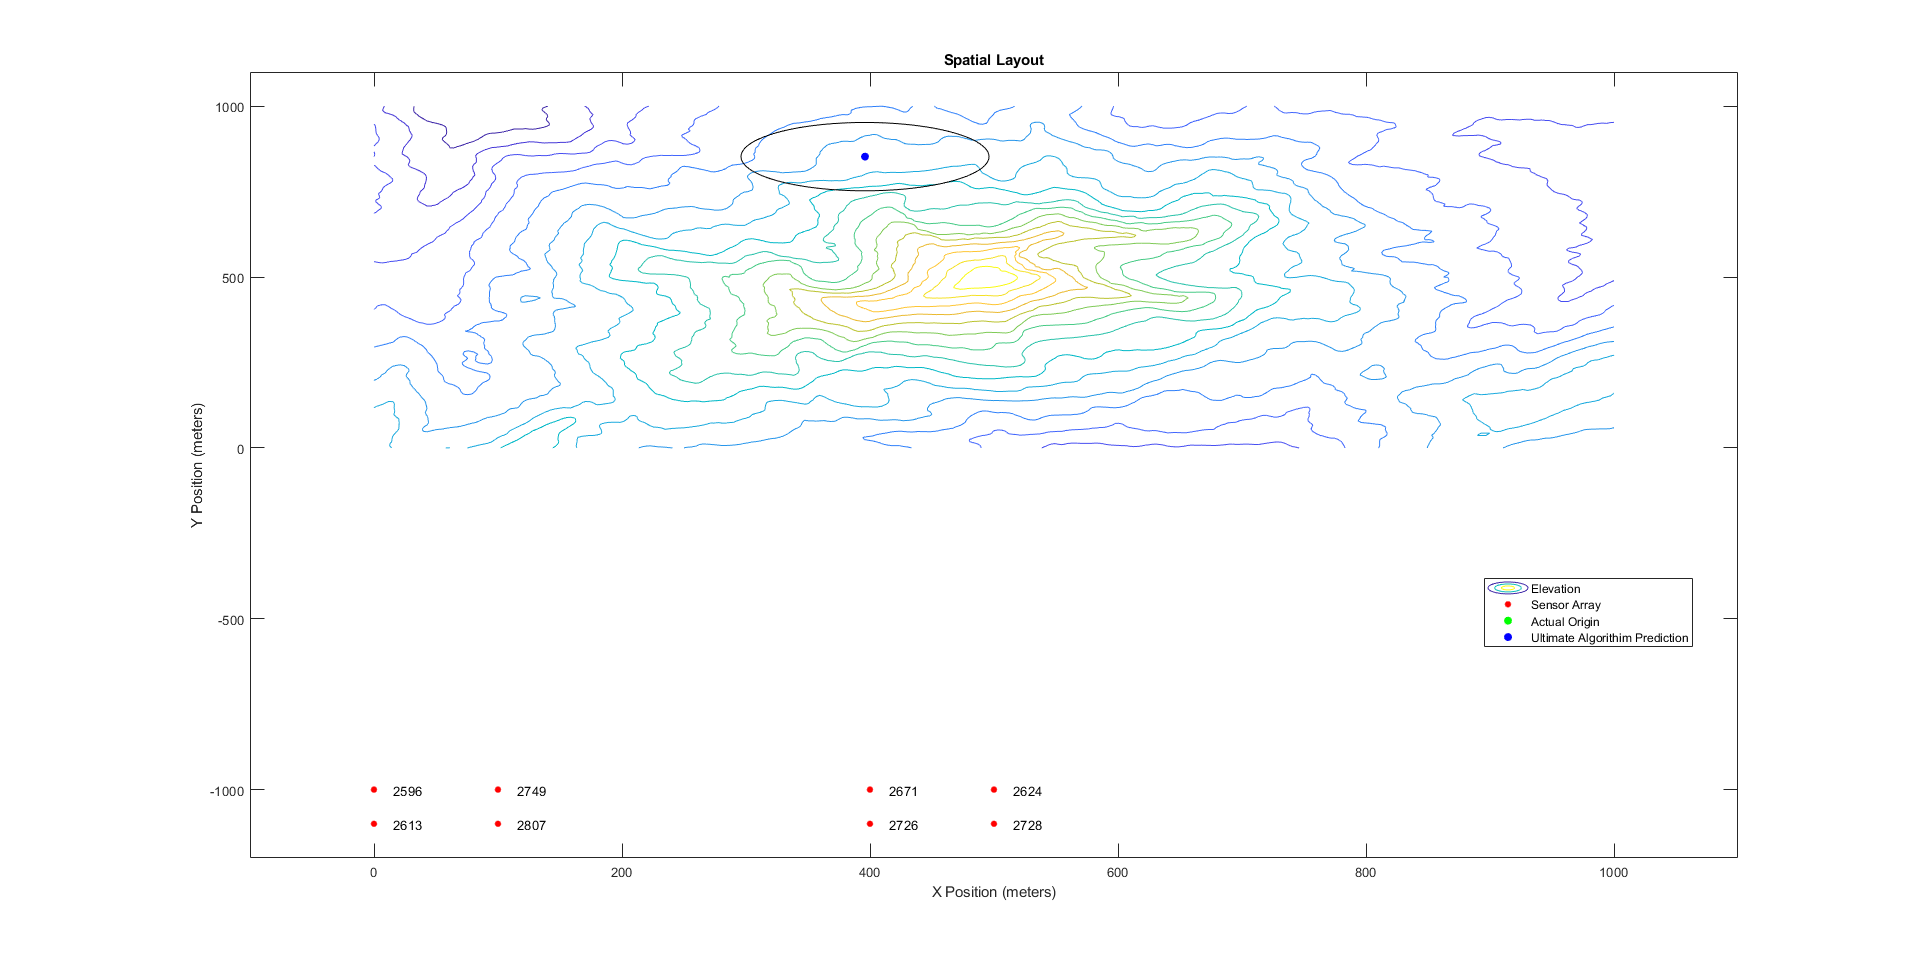 Spatial Layout
1000
500
0
-500
-1000
Y Position (meters)
Elevation
Sensor Array
Actual Origin
Ultimate Algorithim Prediction
2596 2749 2671 2624
2613 2807 2726 2728
0 200 400 600 800 1000
X Position (meters)